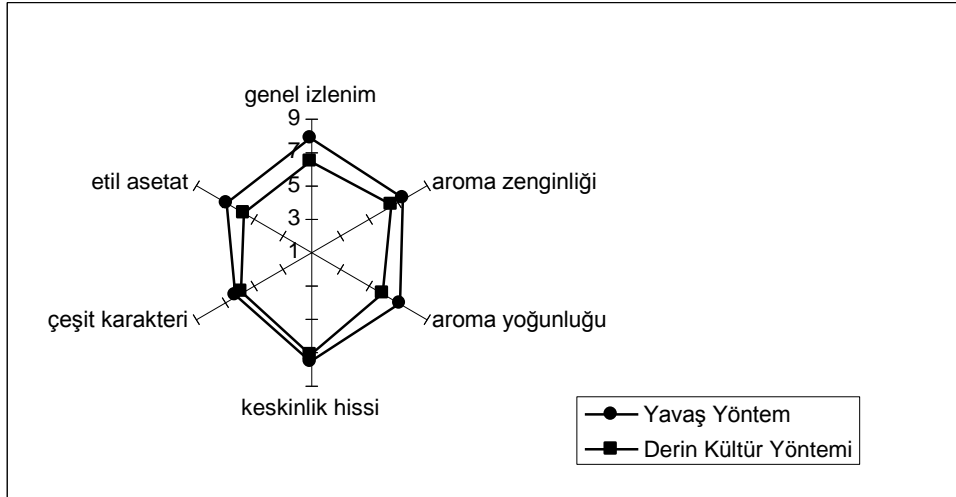 genel izlenim
9
7
5
3
1
etil asetat
aroma zenginliği
çeşit karakteri
aroma yoğunluğu
keskinlik hissi
Yavaş Yöntem
Derin Kültür Yöntemi